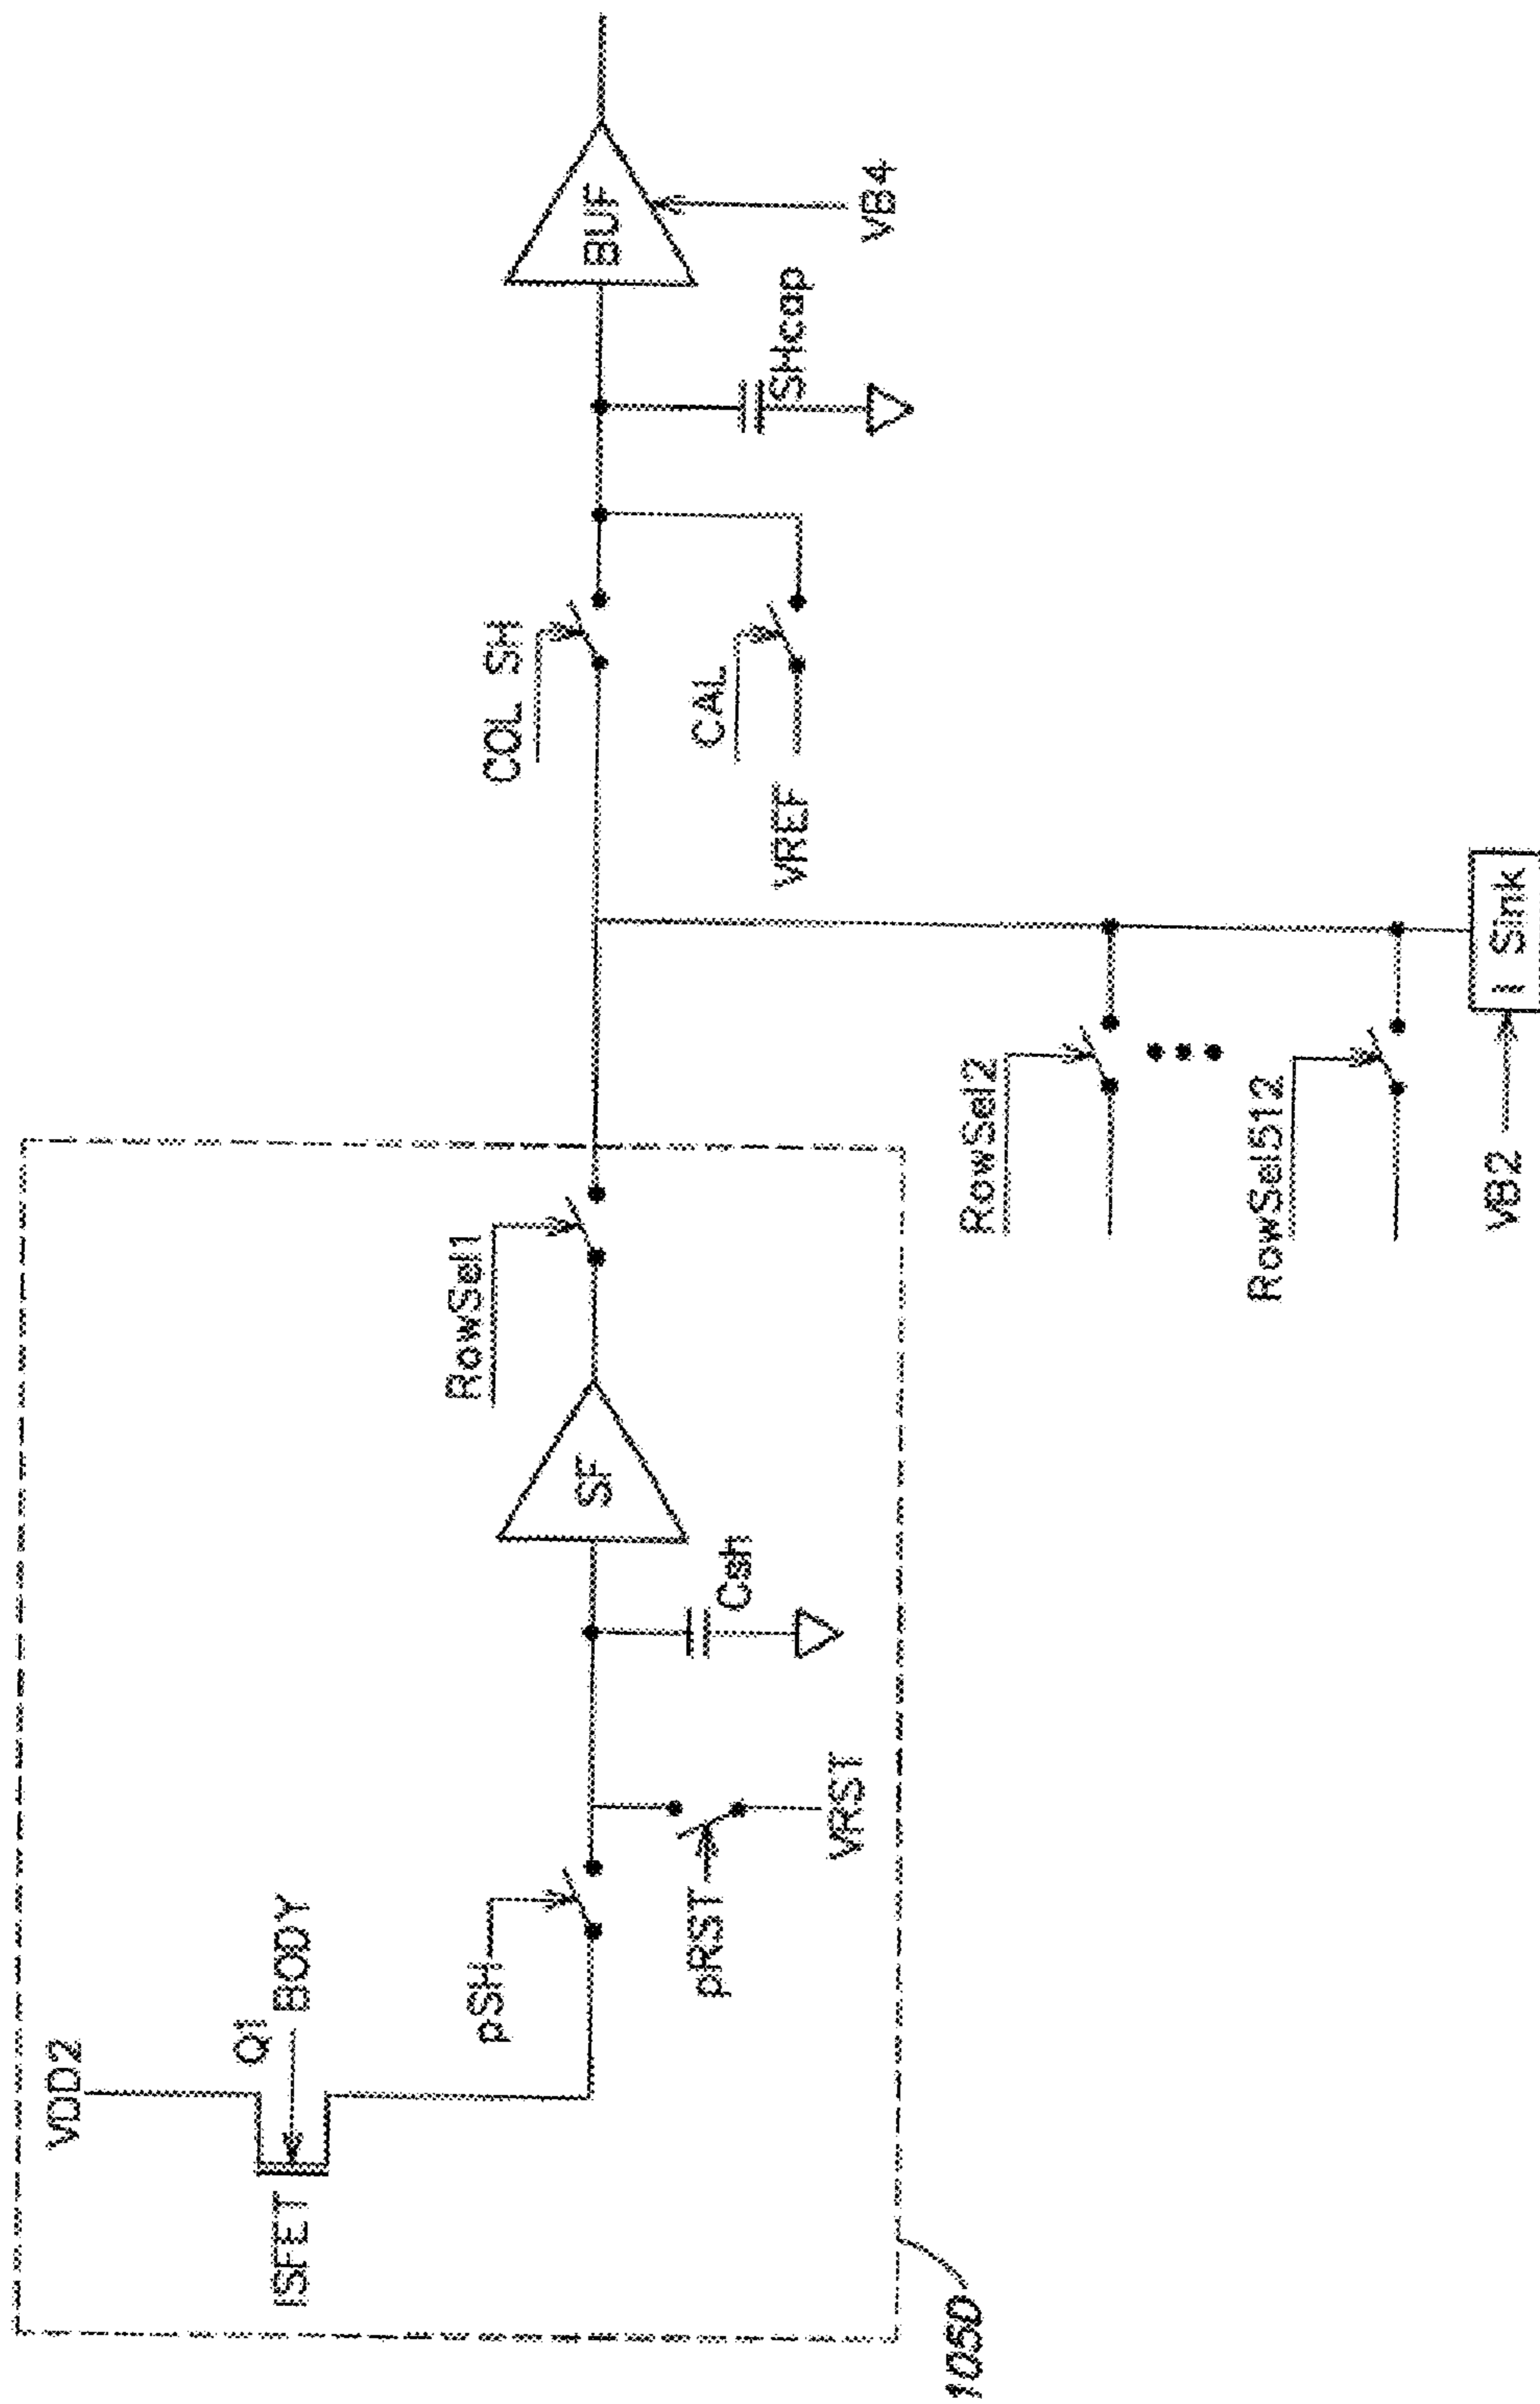 VDD2
Q1
BODY
ISFET
pSH
pRST
VRST
Csh
SF
RowSel1
COL SH
CAL
VREF
SHcap
BUF
VB4
RowSel2
RowSel512
VB2
I Sink
1050